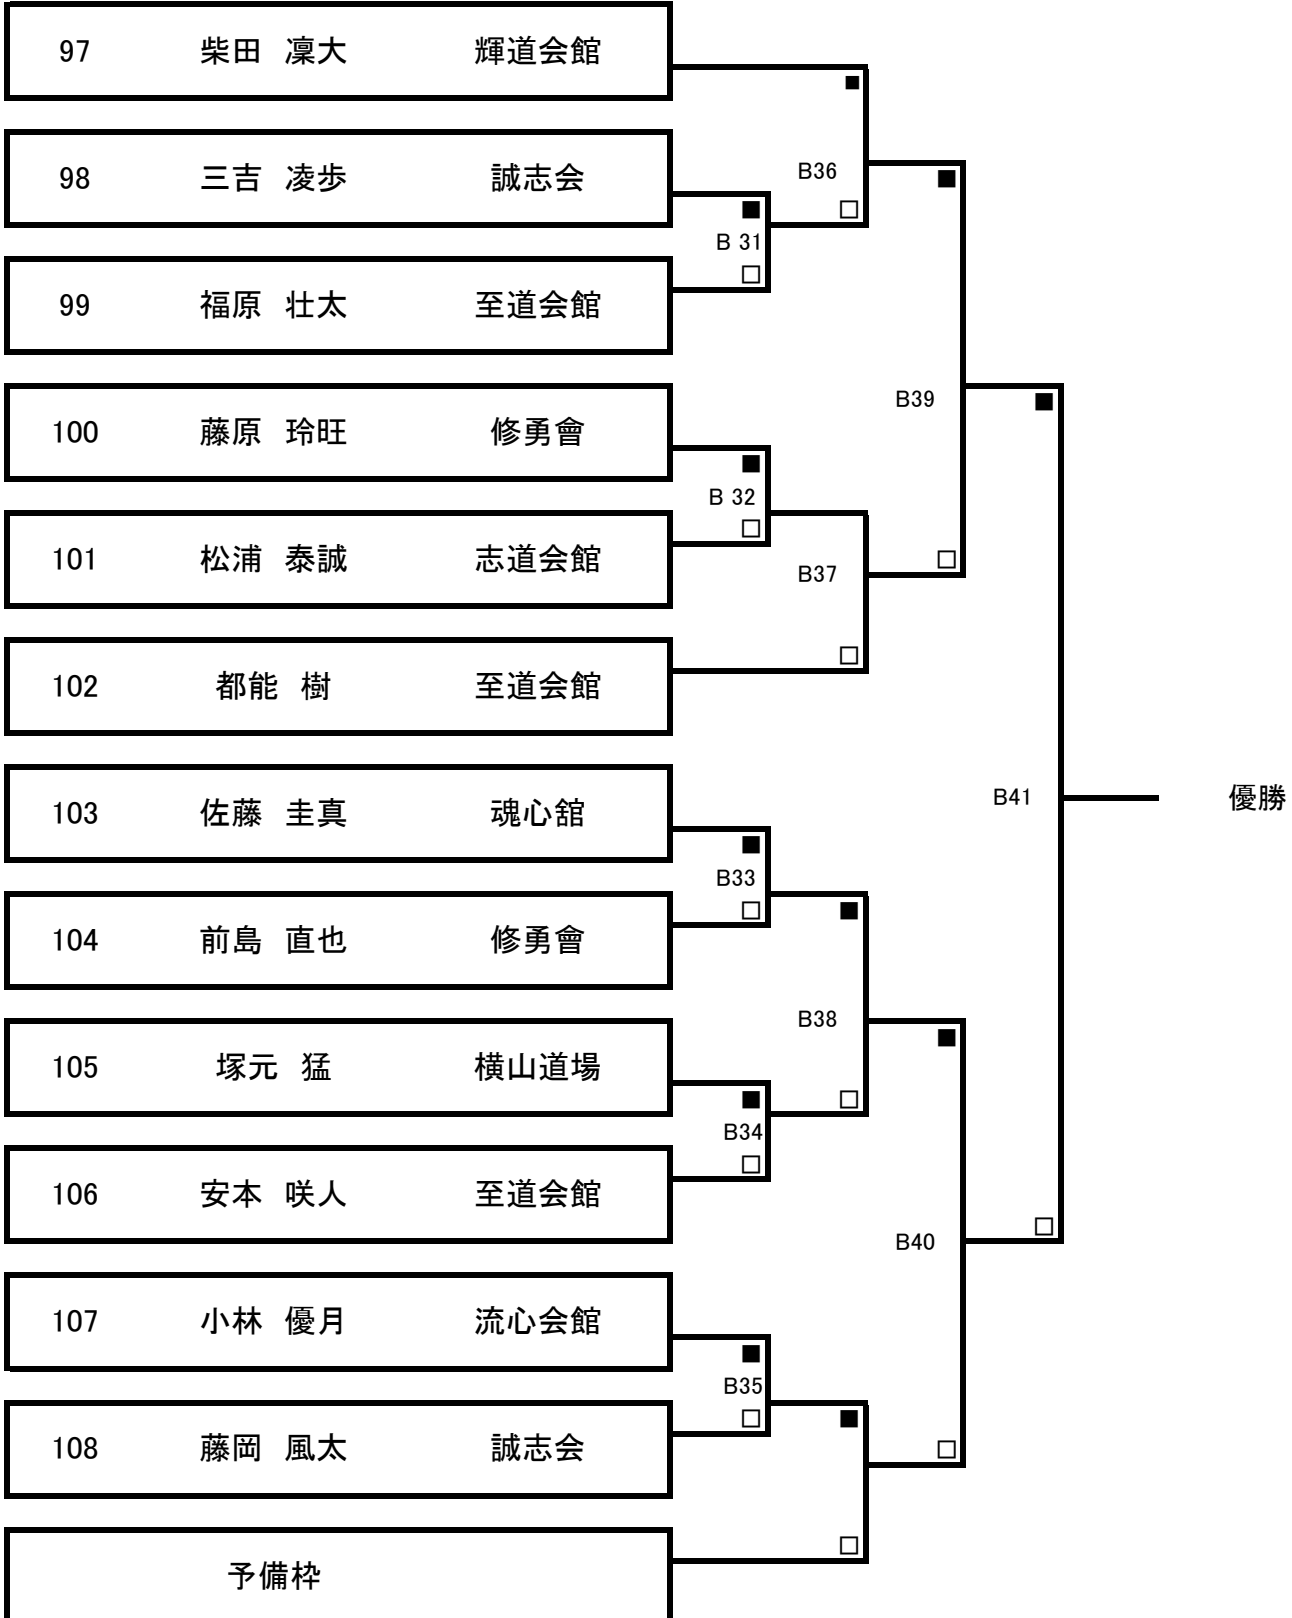 97 柴田 凜大 輝道会館
98 三吉 凌歩 誠志会
99 福原 壮太 至道会館
100 藤原 玲旺 修勇會
101 松浦 泰誠 志道会館
102 都能 樹 至道会館
103 佐藤 圭真 魂心舘
104 前島 直也 修勇會
105 塚元 猛 横山道場
106 安本 咲人 至道会館
107 小林 優月 流心会館
108 藤岡 風太 誠志会
予備枠
B 31
B 32
B33
B34
B35
B36
B37
B38
B39
B40
B41
優勝